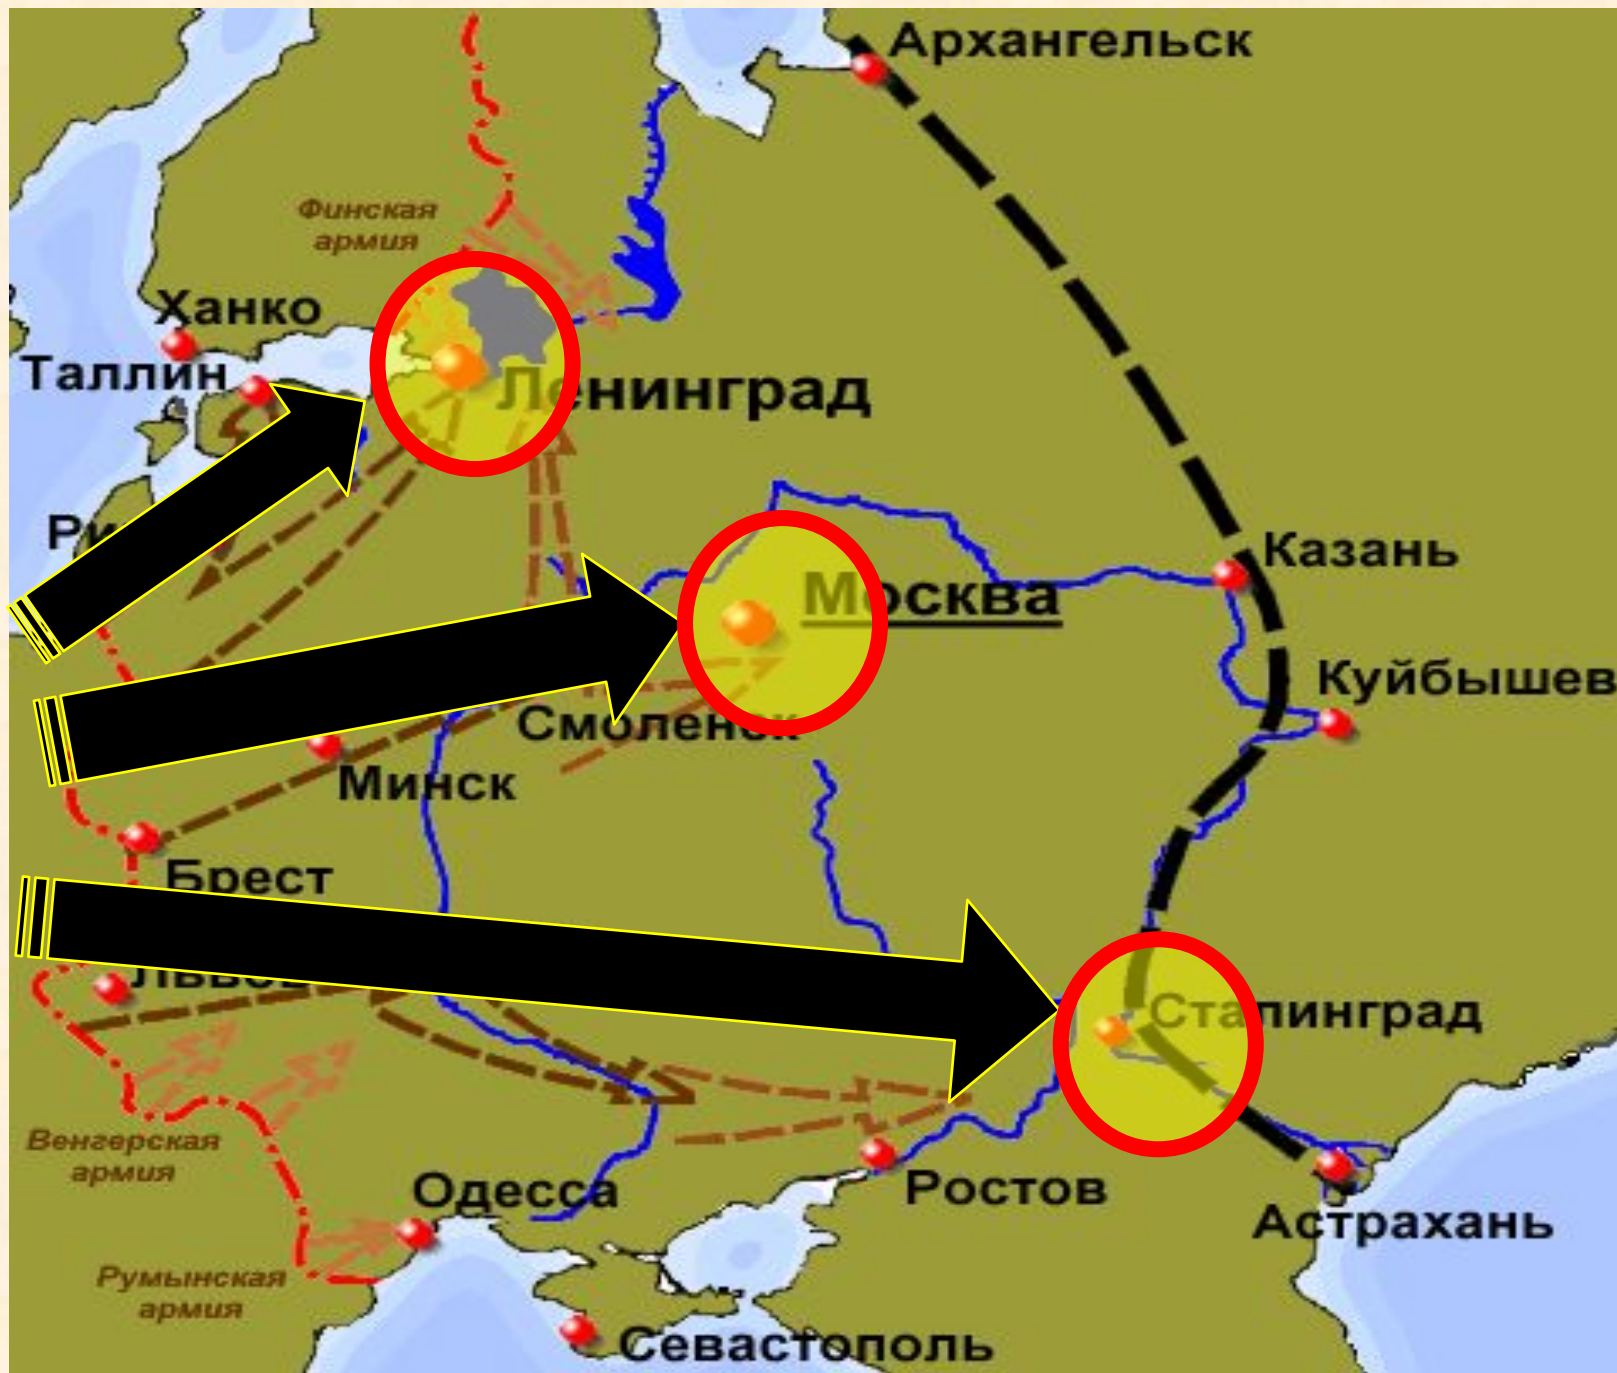 Архангельск
Финская
армия
Ханко
Таллин
Ленинград
Казань
Москва
Куйбышев
Смоленск
Минск
Брест
Сталинград
Венгерская
армия
Одесса
Ростов
Астрахань
Румынская
армия
Севастополь